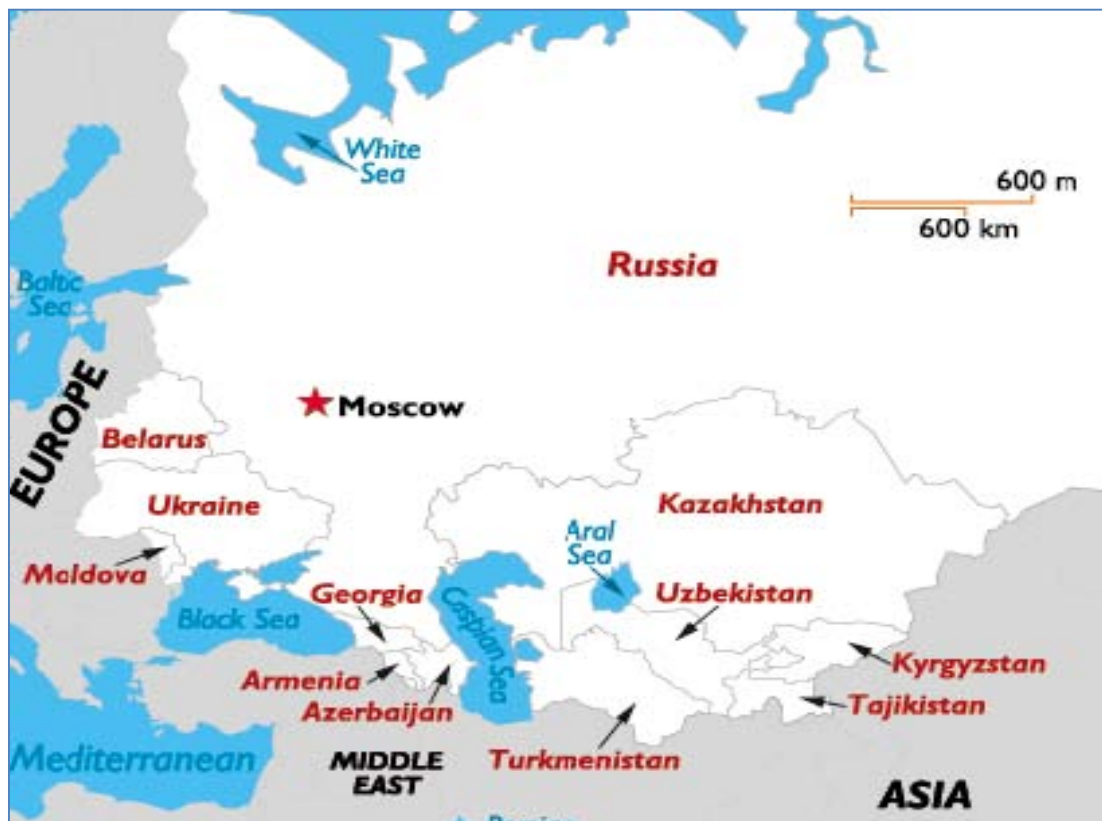 White
Sea
600 m
600 km
Russia
Baltic
Sea
EUROPE
Moscow
Belarus
Ukraine
Kazakhstan
Aral
Sea
Moldova
Georgia
Uzbekistan
Black Sea
Caspian Sea
Armenia
Kyrgyzstan
Azerbaijan
Tajikistan
Mediterranean
MIDDLE
EAST
Turkmenistan
ASIA